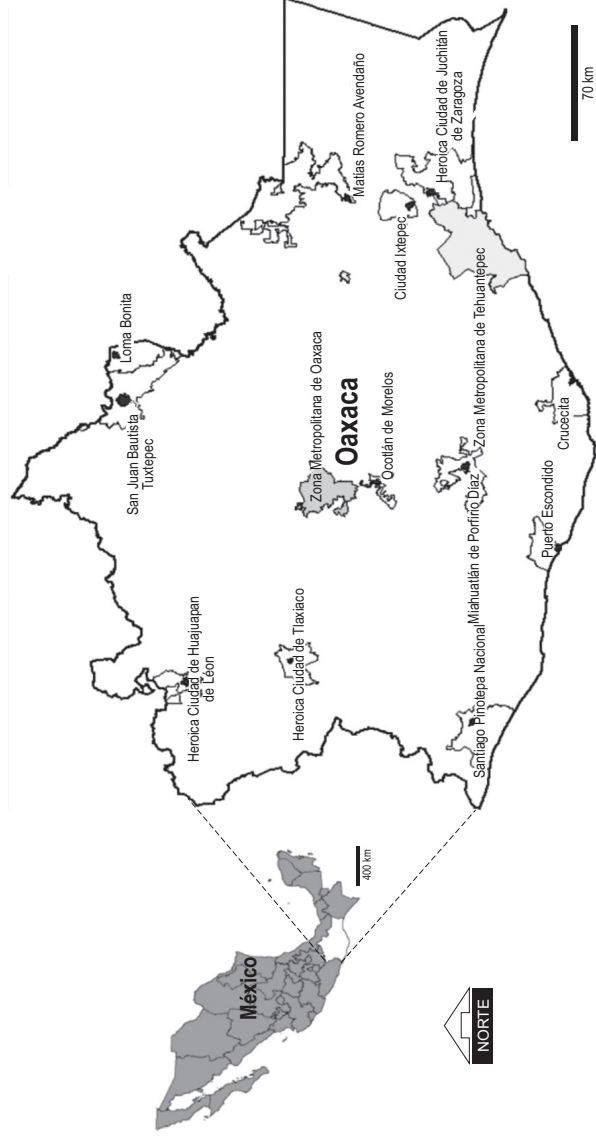 México
400 km
NORTE
Heroica Ciudad de Huajuapan
de Léon
Heroica Ciudad de Tlaxiaco
Santiago Pinotepa Nacional
San Juan Bautista
Tuxtepec
Loma Bonita
Zona Metropolitana de Oaxaca
Oaxaca
Ocotlán de Morelos
Miahuatlán de Porfirio Díaz
Puerto Escondido
Crucecita
Zona Metropolitana de Tehuantepec
Ciudad Ixtepec
Matías Romero Avendaño
Heroica Ciudad de Juchitán
de Zaragoza
70 km